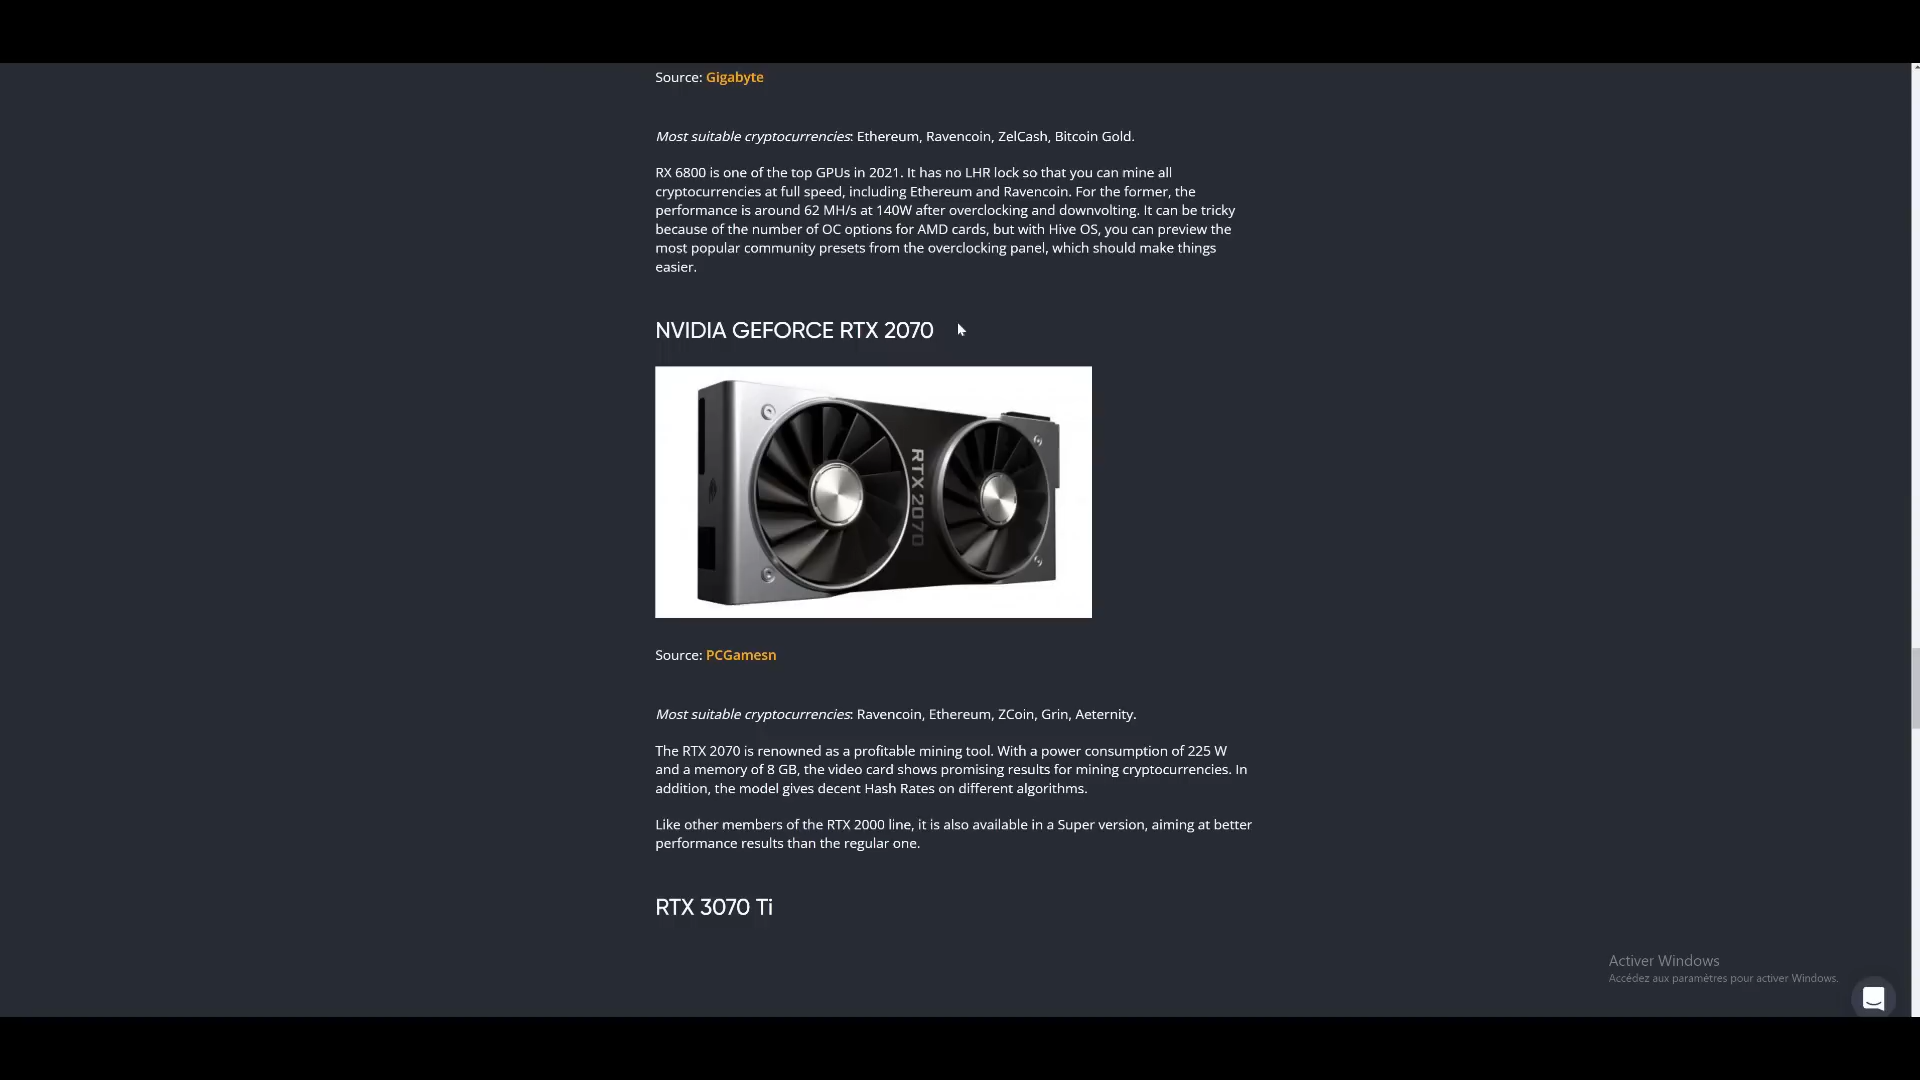 Source: Gigabyte
Most suitable cryptocurrencies: Ethereum, Ravencoin, ZelCash, Bitcoin Gold.
RX 6800 is one of the top GPUs in 2021. It has no LHR lock so that you can mine all
cryptocurrencies at full speed, including Ethereum and Ravencoin. For the former, the
performance is around 62 MH/s at 140W after overclocking and downvolting. It can be tricky
because of the number of OC options for AMD cards, but with Hive OS, you can preview the
most popular community presets from the overclocking panel, which should make things
easier.
NVIDIA GEFORCE RTX 2070
RTX 2070
Source: PCGamesn
Most suitable cryptocurrencies: Ravencoin, Ethereum, ZCoin, Grin, Aeternity.
The RTX 2070 is renowned as a profitable mining tool. With a power consumption of 225 W
and a memory of 8 GB, the video card shows promising results for mining cryptocurrencies. In
addition, the model gives decent Hash Rates on different algorithms.
Like other members of the RTX 2000 line, it is also available in a Super version, aiming at better
performance results than the regular one.
RTX 3070 Ti
Activer Windows
Accédez aux paramètres pour activer Windows.